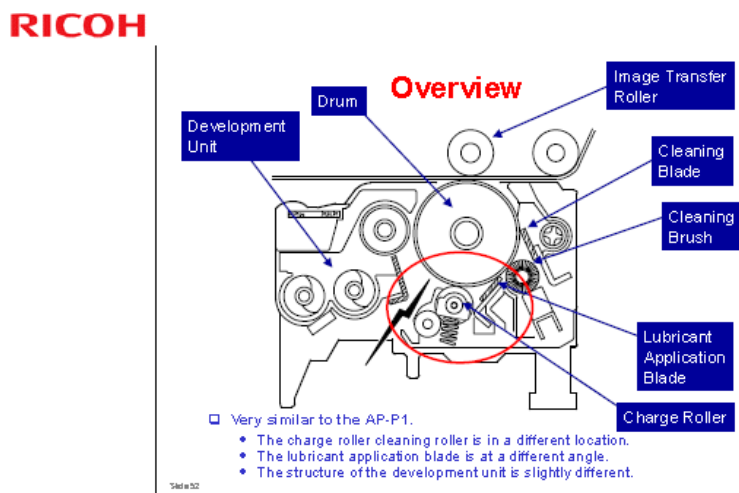 RICOH
Overview
Image Transfer
Roller
Drum
Development
Unit
Cleaning
Blade
Cleaning
Brush
Lubricant
Application
Blade
Charge Roller
Very similar to the AP-P1.
The charge roller cleaning roller is in a different location.
The lubricant application blade is at a different angle.
The structure of the development unit is slightly different.
Slide 52